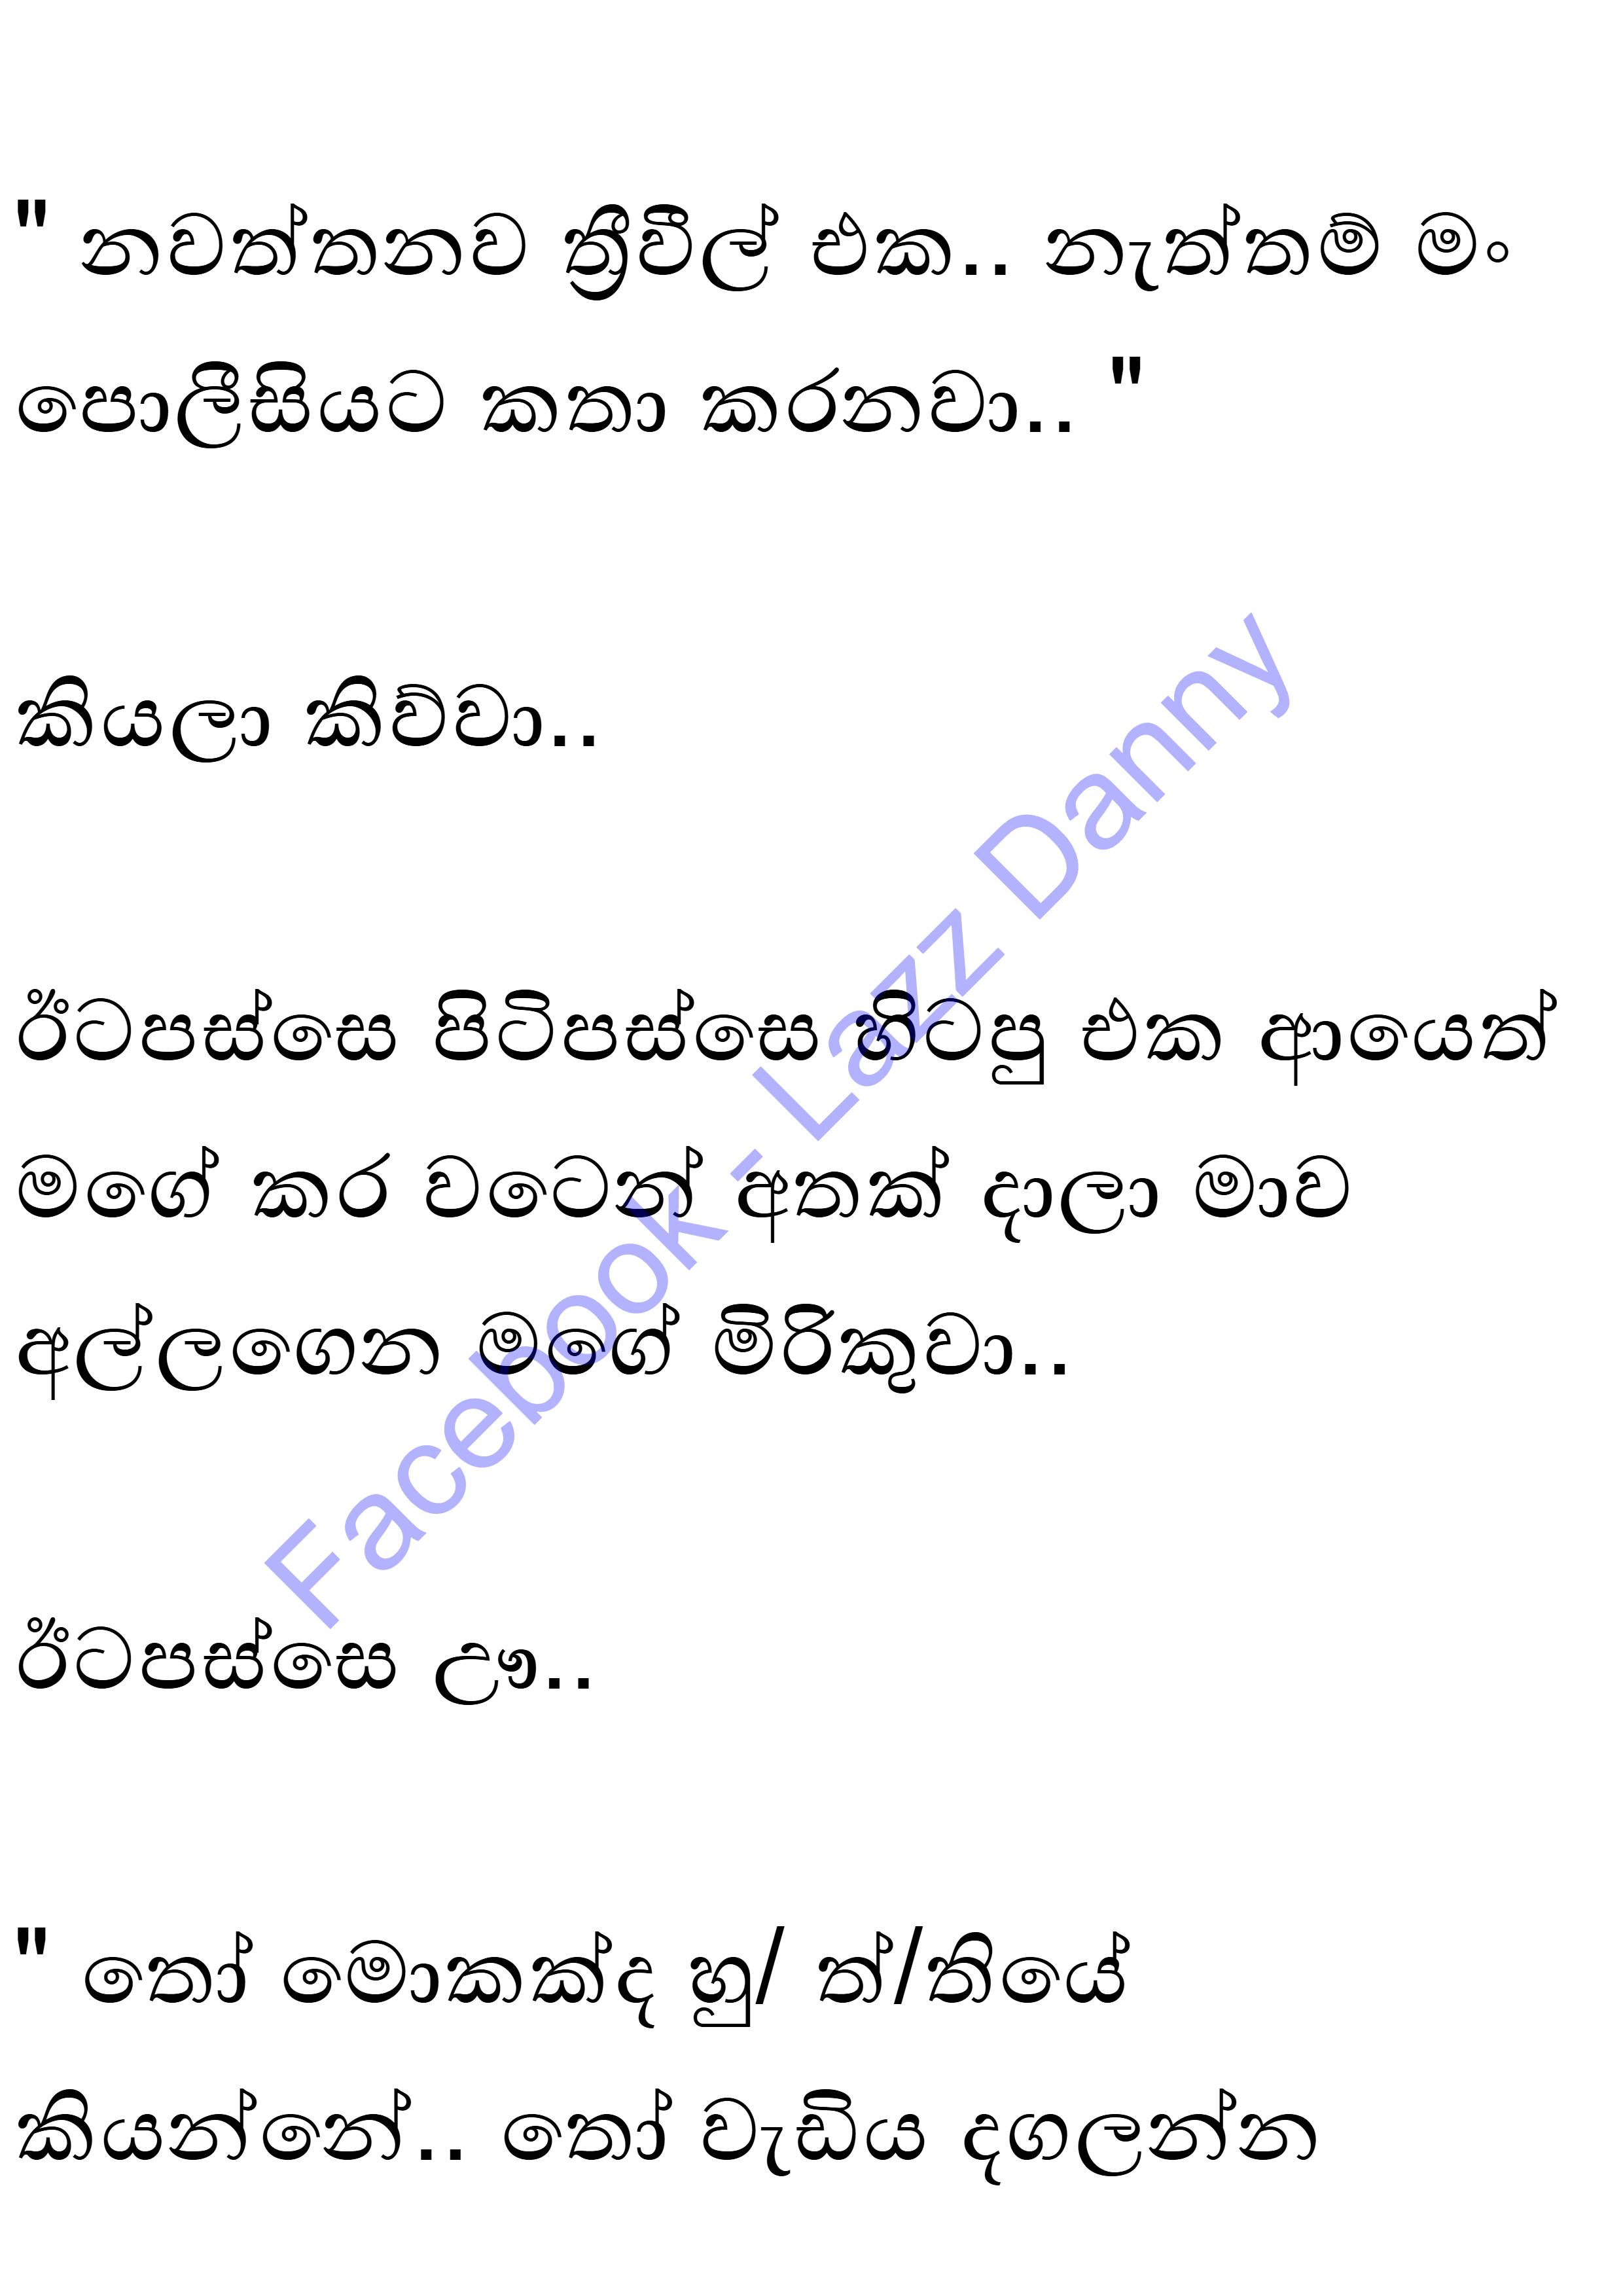 " නවත්තනව ත්‍රීවීල් එක.. නැත්තම් මං
පොලීසියට කතා කරනවා.. "
කියලා කිව්වා..
ඊටපස්සෙ පිටිපස්සෙ හිටපු එක ආයෙත්
මගේ කර වටෙත් අතක් දාලා මාව
අල්ලගෙන මගේ මිරිකුවා..
ඊටපස්සෙ ඌ..
" තෝ මොකක්ද හු/ ත්/තියේ
කියන්නේ.. තෝ වැඩිය දගලන්න
Facebook - Lazz Danny